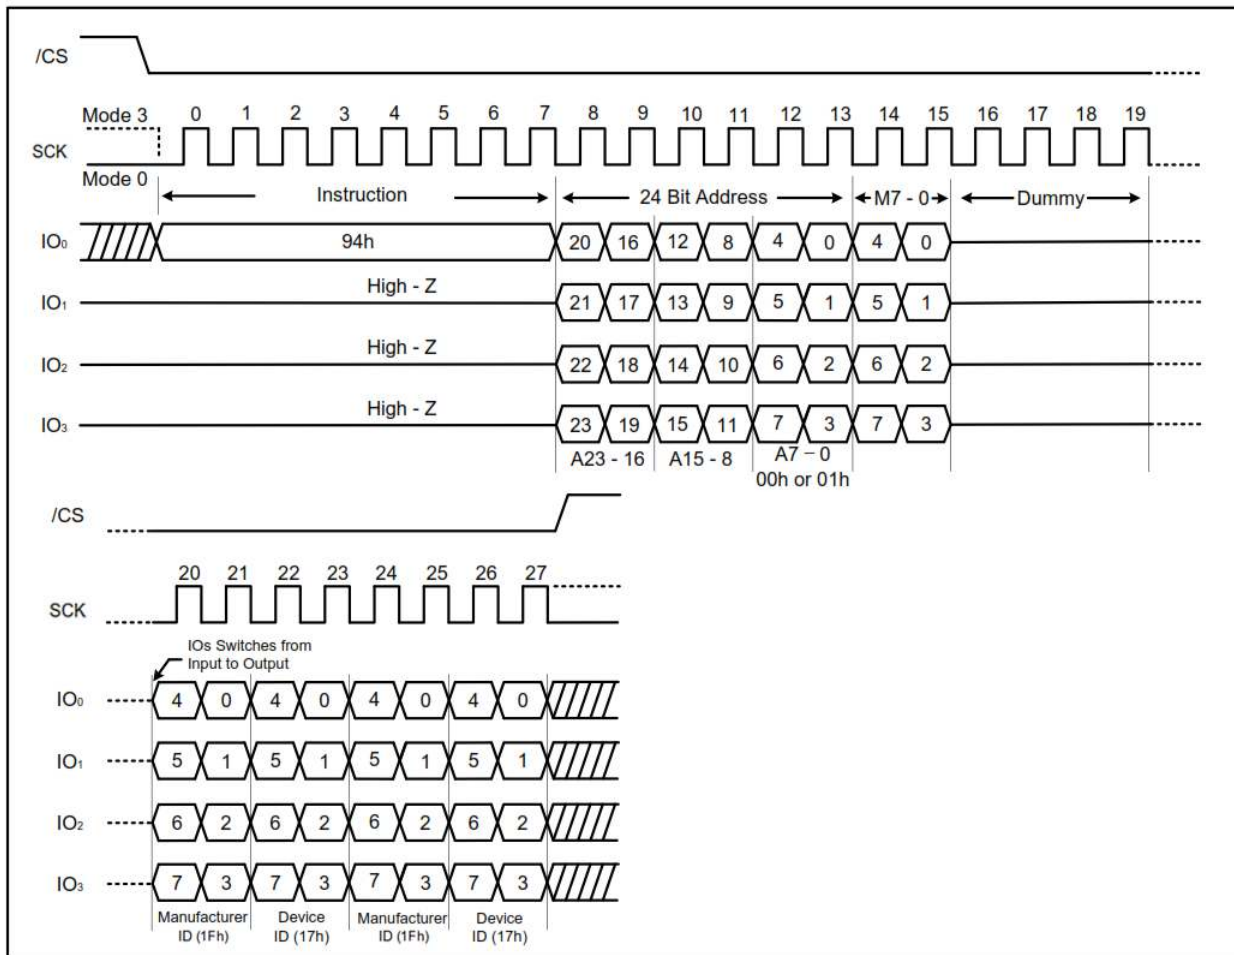 /CS
Mode 3 0 1 2 3 4 5 6 7 8 9 10 11 12 13 14 15 16 17 18 19
SCK
Mode 0
Instruction 24 Bit Address M7 - 0 Dummy
IO₀ 94h 20 16 12 8 4 0 4 0
High - Z
IO₁ 21 17 13 9 5 1 5 1
High - Z
IO₂ 22 18 14 10 6 2 6 2
High - Z
IO₃ 23 19 15 11 7 3 7 3
A23 - 16 A15 - 8 A7 – 0
00h or 01h
/CS
20 21 22 23 24 25 26 27
SCK
IOs Switches from
Input to Output
IO₀ 4 0 4 0 4 0 4 0
IO₁ 5 1 5 1 5 1 5 1
IO₂ 6 2 6 2 6 2 6 2
IO₃ 7 3 7 3 7 3 7 3
Manufacturer Device Manufacturer Device
ID (1Fh) ID (17h) ID (1Fh) ID (17h)